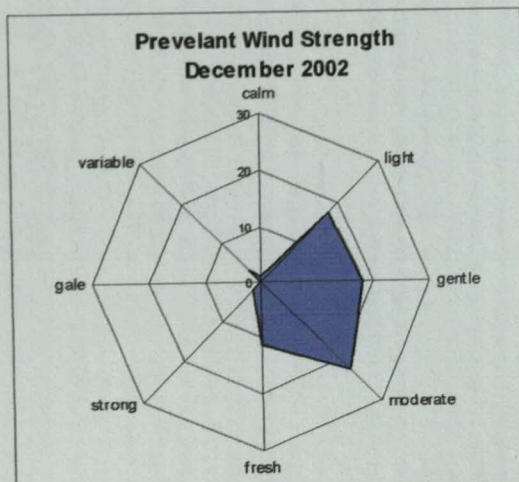 Prevelant Wind Strength
December 2002
calm
30
variable
light
20
10
gale
0
gentle
strong
moderate
fresh